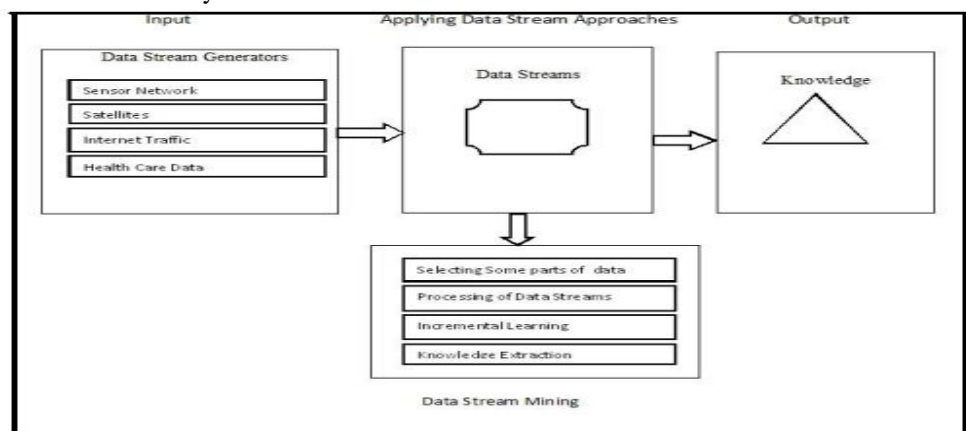 Input Applying Data Stream Approaches Output
Data Stream Generators
Sensor Network
Satellites
Internet Traffic
Health Care Data
Data Streams
Knowledge
Selecting Some parts of data
Processing of Data Streams
Incremental Learning
Knowledge Extraction
Data Stream Mining